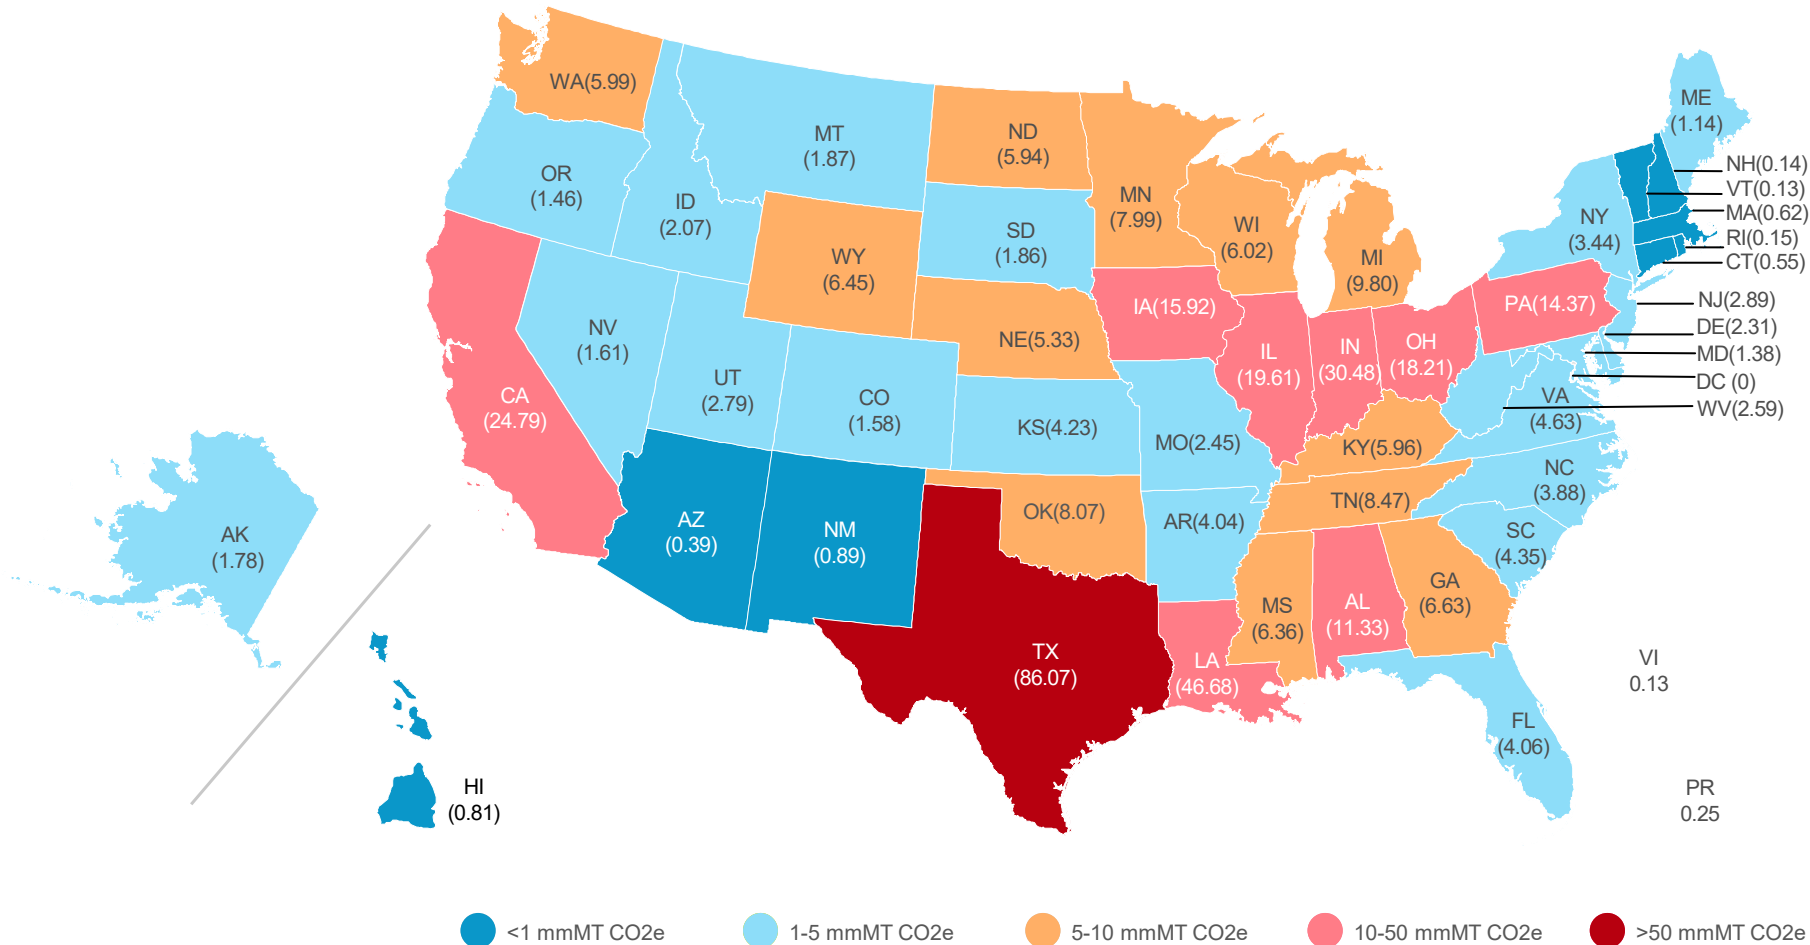 WA(5.99)
OR
(1.46)
CA
(24.79)
ID
(2.07)
NV
(1.61)
MT
(1.87)
WY
(6.45)
UT
(2.79)
CO
(1.58)
AZ
(0.39)
NM
(0.89)
ND
(5.94)
SD
(1.86)
NE(5.33)
KS(4.23)
OK(8.07)
TX
(86.07)
MN
(7.99)
IA(15.92)
MO(2.45)
AR(4.04)
LA
(46.68)
WI
(6.02)
IL
(19.61)
MI
(9.80)
IN
(30.48)
OH
(18.21)
KY(5.96)
TN(8.47)
MS
(6.36)
AL
(11.33)
GA
(6.63)
FL
(4.06)
SC
(4.35)
NC
(3.88)
VA
(4.63)
PA(14.37)
NY
(3.44)
ME
(1.14)
NH(0.14)
VT(0.13)
MA(0.62)
RI(0.15)
CT(0.55)
NJ(2.89)
DE(2.31)
MD(1.38)
DC (0)
WV(2.59)
AK
(1.78)
HI
(0.81)
VI
0.13
PR
0.25
<1 mmMT CO2e
1-5 mmMT CO2e
5-10 mmMT CO2e
10-50 mmMT CO2e
>50 mmMT CO2e